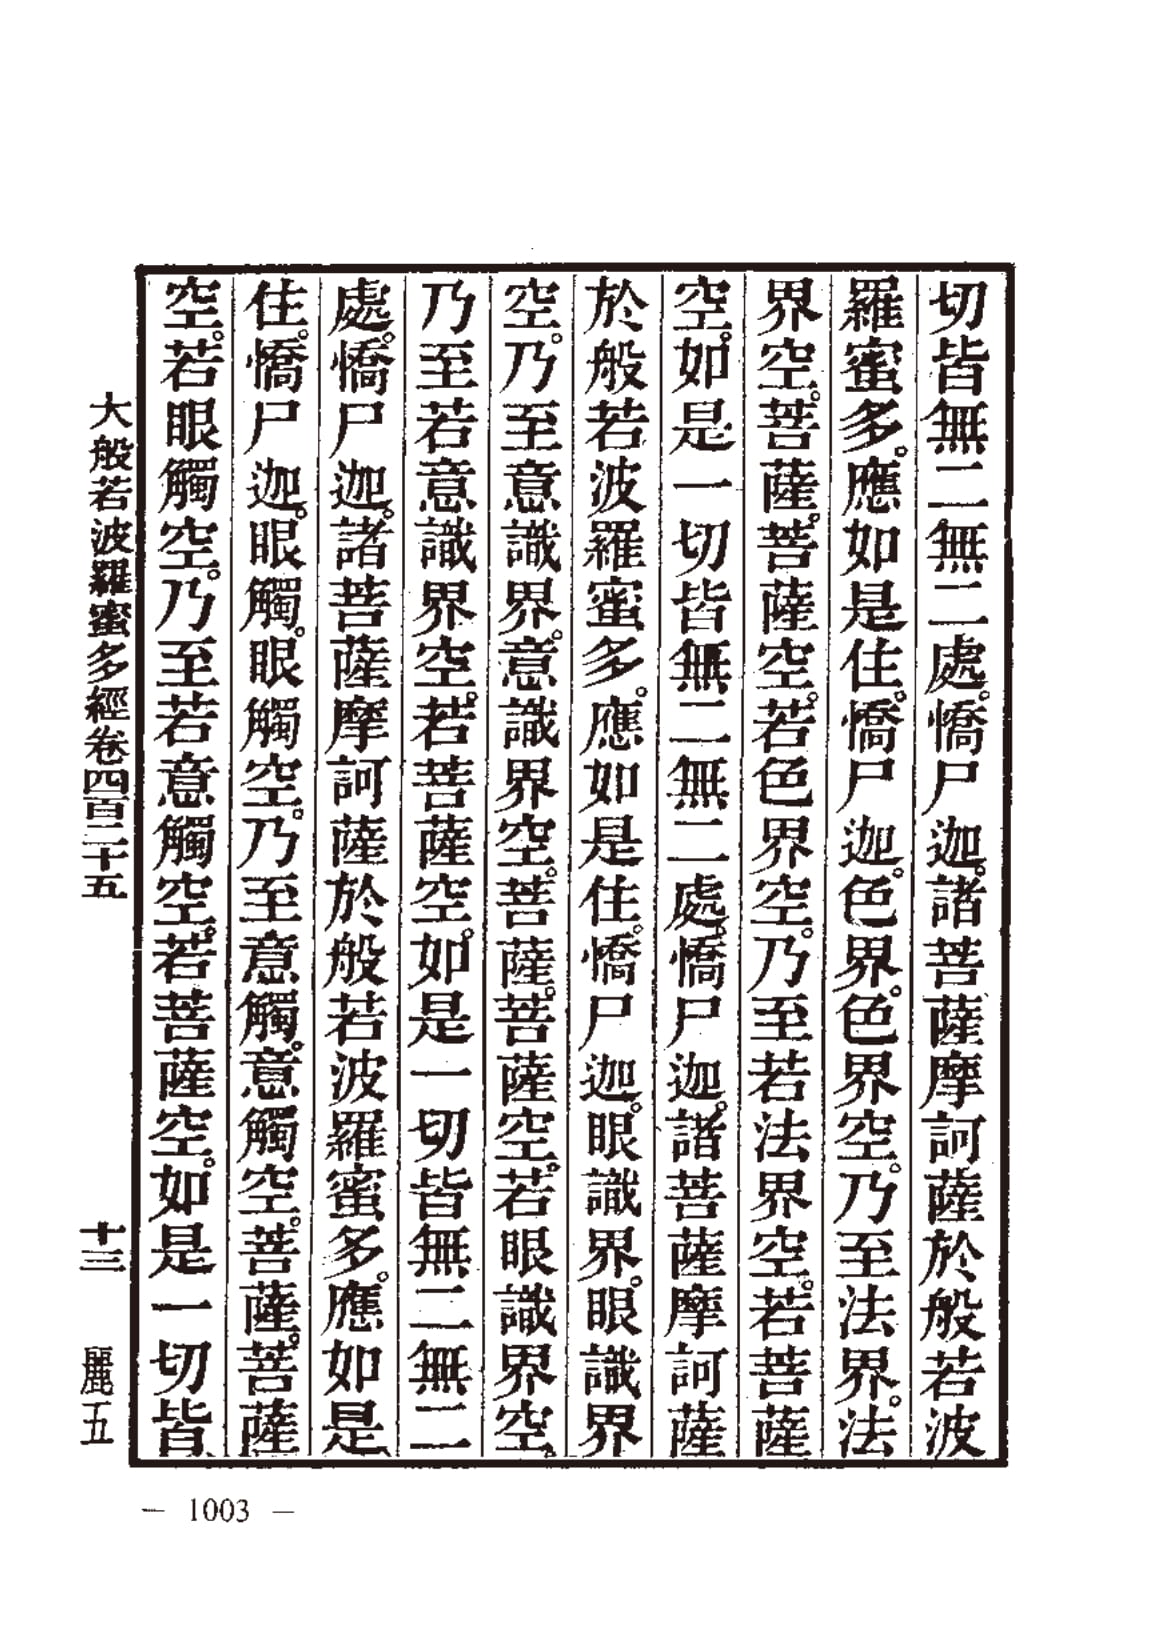 切皆無二無二處。憍尸迦。諸菩薩摩訶薩於般若波
羅蜜多。應如是住。憍尸迦。色界。色界空。乃至法界。法
界空。菩薩。菩薩空。若色界空。乃至若法界空。若菩薩
空。如是一切皆無二無二處。憍尸迦。諸菩薩摩訶薩
於般若波羅蜜多。應如是住。憍尸迦。眼識界。眼識界
空。乃至意識界。意識界空。菩薩。菩薩空。若眼識界空。
乃至若意識界空。若菩薩空。如是一切皆無二無二
處。憍尸迦。諸菩薩摩訶薩於般若波羅蜜多。應如是
住。憍尸迦。眼觸。眼觸空。乃至意觸。意觸空。菩薩。菩薩
空。若眼觸空。乃至若意觸空。若菩薩空。如是一切皆
大般若波羅蜜多經卷四百二十五 十三 麗五
— 1003 —